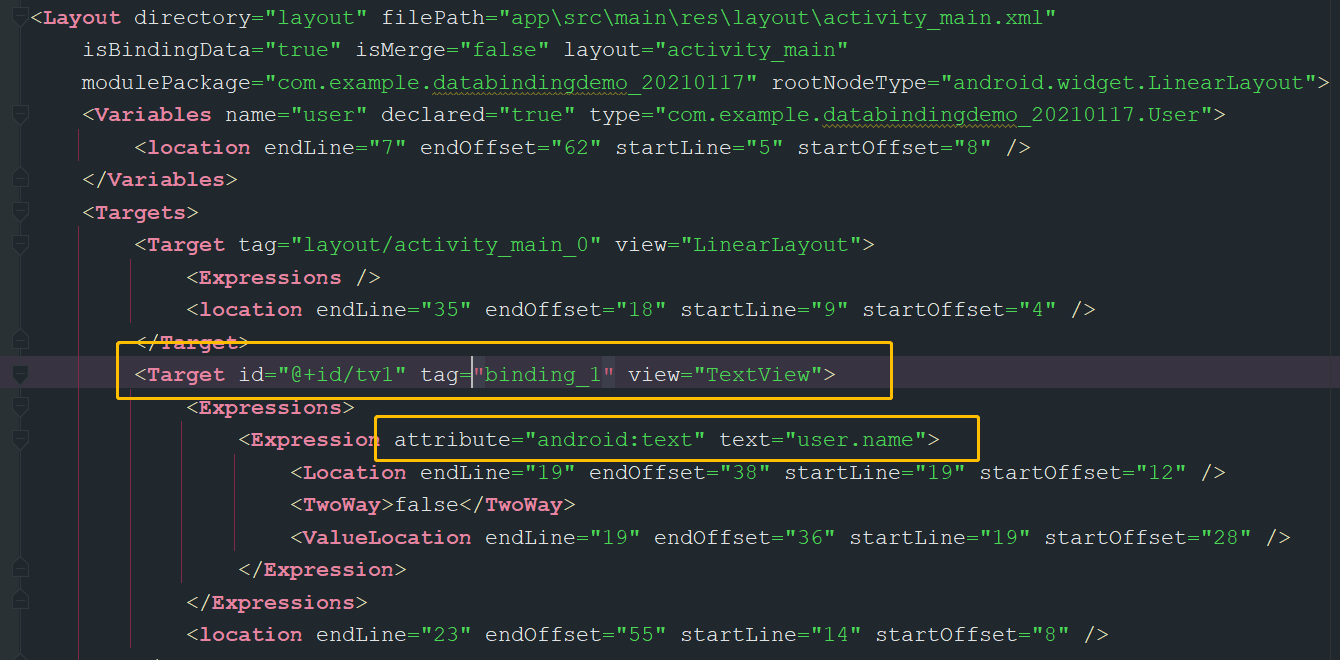 <Layout directory="layout" filePath="app\src\main\res\layout\activity_main.xml"
isBindingData="true" isMerge="false" layout="activity_main"
modulePackage="com.example.databindingdemo_20210117" rootNodeType="android.widget.LinearLayout">
<Variables name="user" declared="true" type="com.example.databindingdemo_20210117.User">
<location endLine="7" endOffset="62" startLine="5" startOffset="8" />
</Variables>
<Targets>
<Target tag="layout/activity_main_0" view="LinearLayout">
<Expressions />
<location endLine="35" endOffset="18" startLine="9" startOffset="4" />
</Target>
<Target id="@+id/tv1" tag="binding_1" view="TextView">
<Expressions>
<Expression attribute="android:text" text="user.name">
<Location endLine="19" endOffset="38" startLine="19" startOffset="12" />
<TwoWay>false</TwoWay>
<ValueLocation endLine="19" endOffset="36" startLine="19" startOffset="28" />
</Expression>
</Expressions>
<location endLine="23" endOffset="55" startLine="14" startOffset="8" />